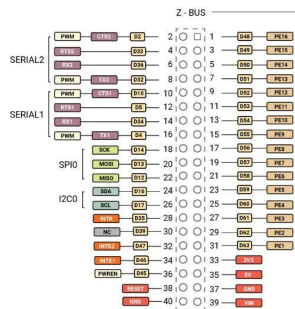 Z - BUS
PWM CTS2 D2 2 1 D48 PE16
RTS2 D33 4 3 D49 PE15
SERIAL2
RX2 D36 6 5 D50 PE14
PWM TX2 D32 8 7 D51 PE13
PWM CTS1 D10 10 9 D52 PE12
SERIAL1
RTS1 D5 12 11 D53 PE11
RX1 D34 14 13 D54 PE10
PWM TX1 D4 16 15 D55 PE9
SCK D14 18 17 D56 PE8
SPI0
MOSI D13 20 19 D57 PE7
MISO D12 22 21 D58 PE6
SDA D16 24 23 D59 PE5
I2C0
SCL D17 26 25 D60 PE4
INTR D35 28 27 D61 PE3
NC D39 30 29 D62 PE2
INTE2 D47 32 31 D63 PE1
INTE1 D46 34 33 3V3
PWREN D45 36 35 5V
RESET 38 37 GND
GND 40 39 VIN